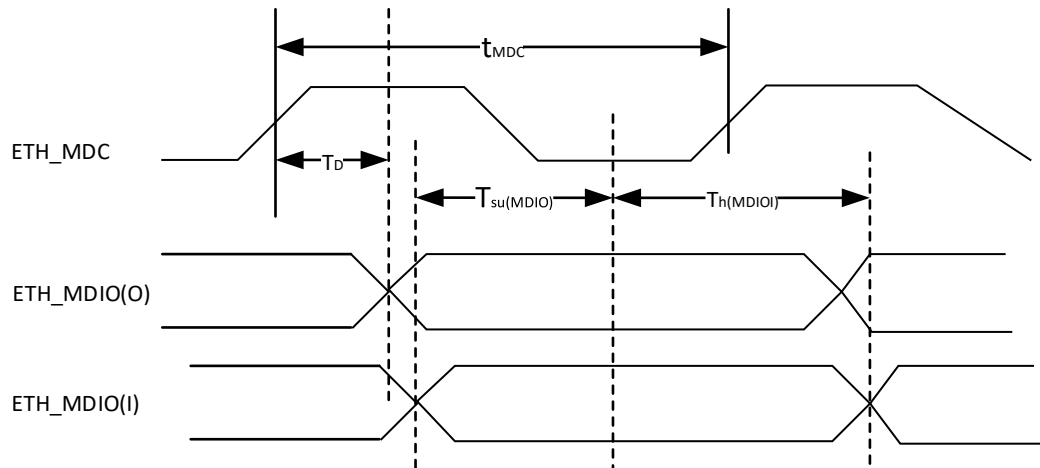 tMDC
ETH_MDC
TD
Tsu(MDIO)
Th(MDIOI)
ETH_MDIO(O)
ETH_MDIO(I)